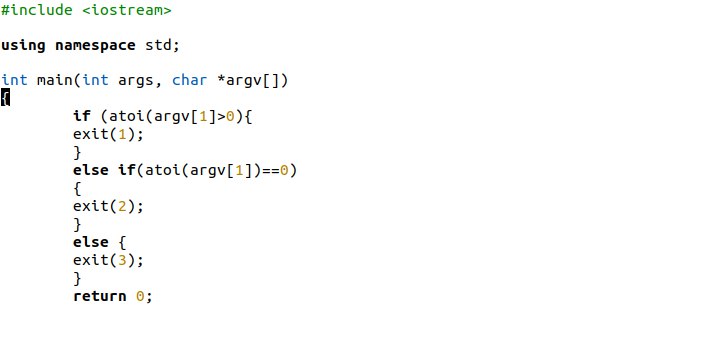 #include <iostream>
using namespace std;
int main(int args, char *argv[])
{
if (atoi(argv[1]>0){
exit(1);
}
else if(atoi(argv[1])==0)
{
exit(2);
}
else {
exit(3);
}
return 0;